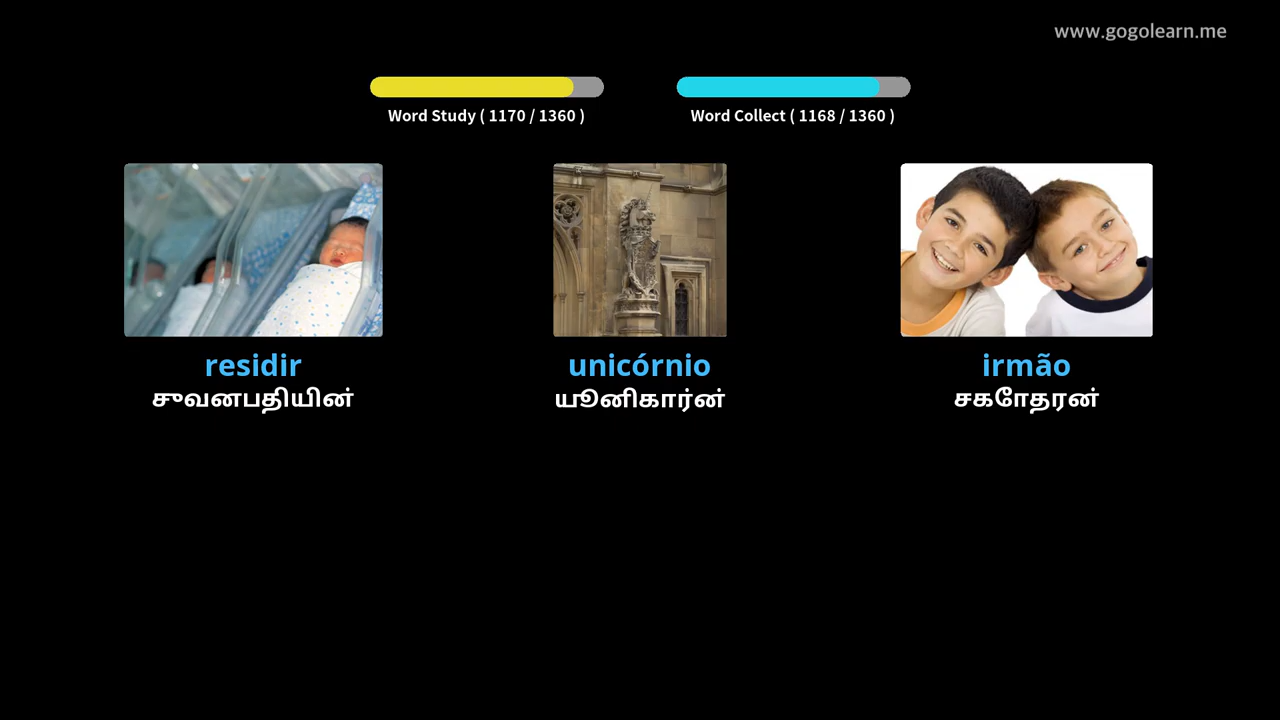 www.gogolearn.me
Word Study ( 1170 / 1360 )
Word Collect ( 1168 / 1360 )
residir
சுவனபதியின்
unicórnio
யூனிகார்ன்
irmão
சகோதரன்